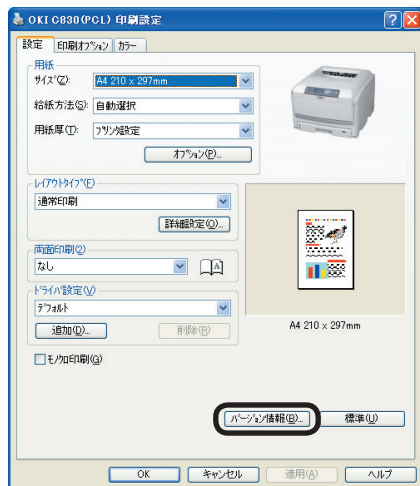 OKI C830(PCL) 印刷設定
設定 印刷オプション カラー
用紙
サイズ(Z): A4 210 x 297mm
給紙方法(S): 自動選択
用紙厚(T): プリンタ設定
オプション(P)...
レイアウトタイプ(F)
通常印刷
詳細設定(O)...
両面印刷(2)
なし
ドライバ設定(V)
デフォルト
追加(D)... 削除(R)
A4 210 x 297mm
モノクロ印刷(G)
バージョン情報(B)... 標準(U)
OK キャンセル 適用(A) ヘルプ